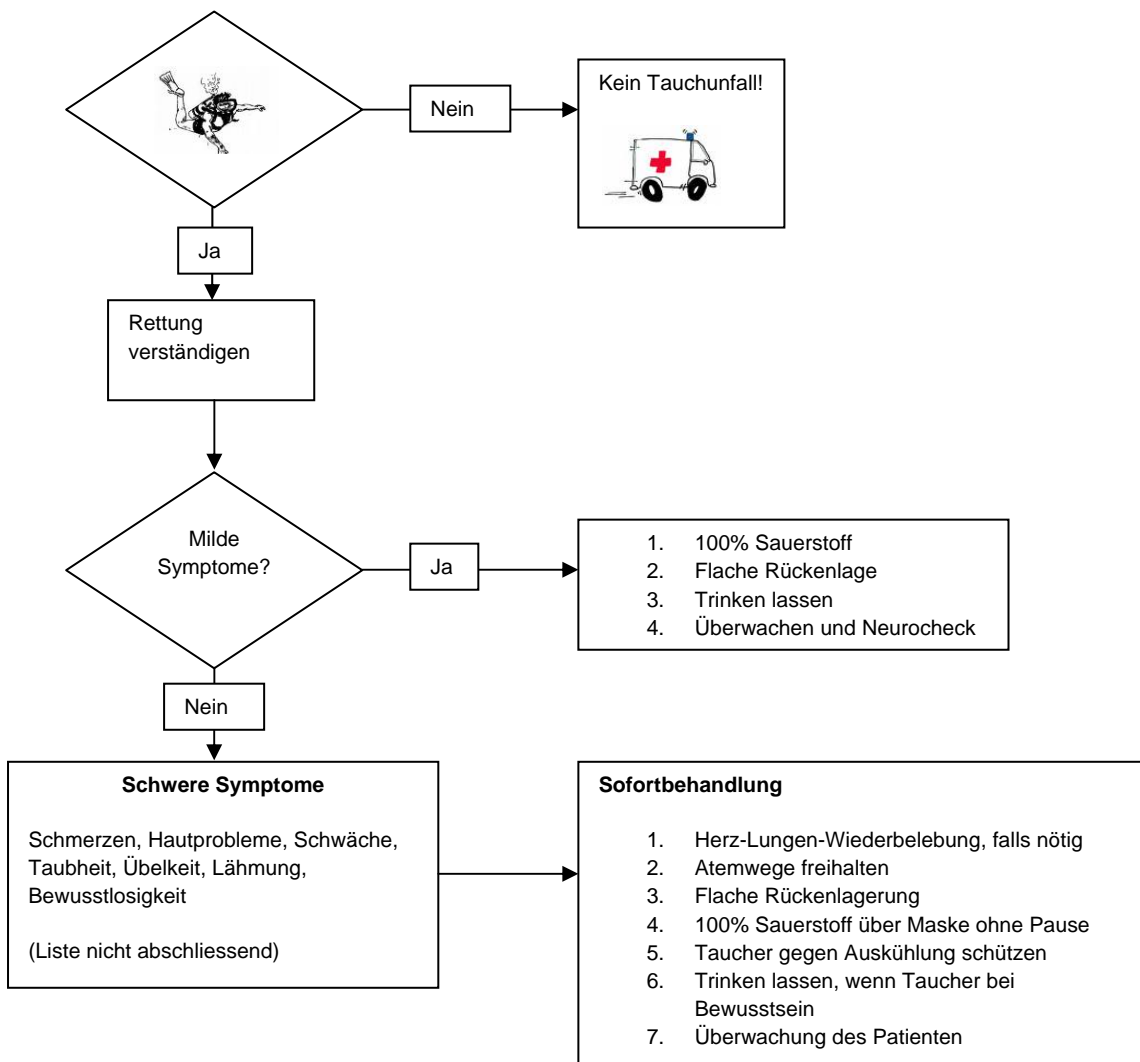 Nein
Kein Tauchunfall!
Ja
Rettung
verständigen
Milde
Symptome?
Ja
1. 100% Sauerstoff
2. Flache Rückenlage
3. Trinken lassen
4. Überwachen und Neurocheck
Nein
Schwere Symptome
Schmerzen, Hautprobleme, Schwäche,
Taubheit, Übelkeit, Lähmung,
Bewusstlosigkeit
(Liste nicht abschliessend)
Sofortbehandlung
1. Herz-Lungen-Wiederbelebung, falls nötig
2. Atemwege freihalten
3. Flache Rückenlagerung
4. 100% Sauerstoff über Maske ohne Pause
5. Taucher gegen Auskühlung schützen
6. Trinken lassen, wenn Taucher bei
Bewusstsein
7. Überwachung des Patienten